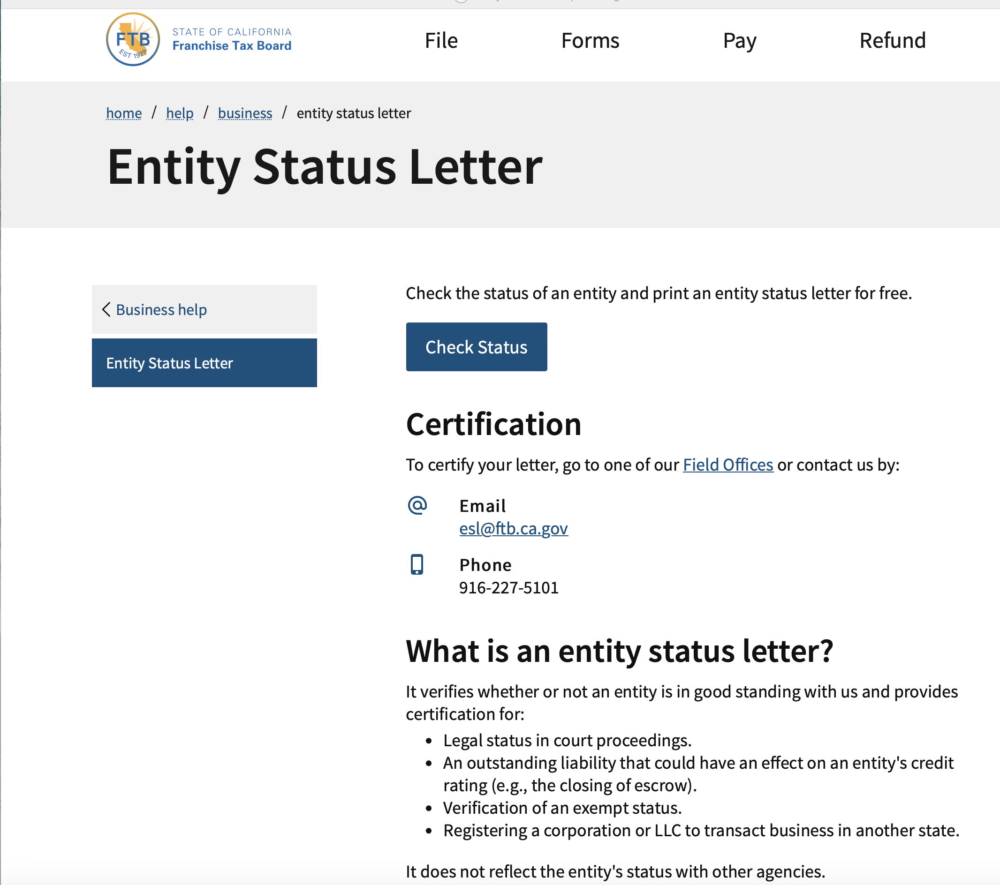 FTB
EST 1929
STATE OF CALIFORNIA
Franchise Tax Board
File
Forms
Pay
Refund
home / help / business / entity status letter
Entity Status Letter
Business help
Entity Status Letter
Check the status of an entity and print an entity status letter for free.
Check Status
Certification
To certify your letter, go to one of our Field Offices or contact us by:
Email
esl@ftb.ca.gov
Phone
916-227-5101
What is an entity status letter?
It verifies whether or not an entity is in good standing with us and provides
certification for:
• Legal status in court proceedings.
• An outstanding liability that could have an effect on an entity's credit
rating (e.g., the closing of escrow).
• Verification of an exempt status.
• Registering a corporation or LLC to transact business in another state.
It does not reflect the entity's status with other agencies.